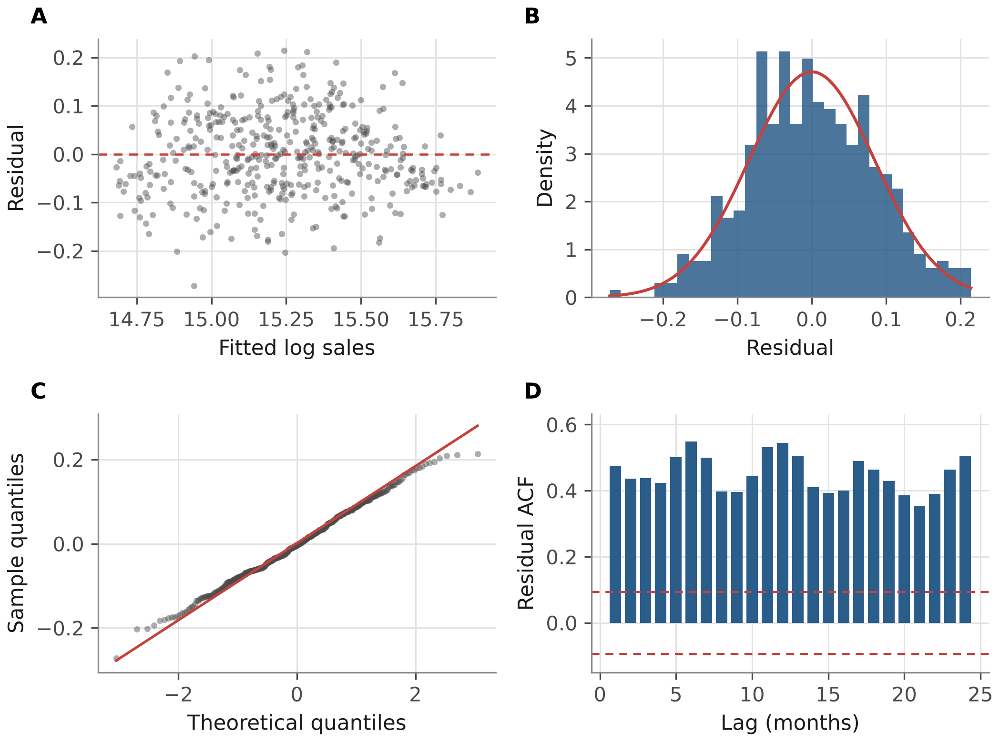 A
0.2
0.1
0.0
−0.1
−0.2
Residual
14.75 15.00 15.25 15.50 15.75
Fitted log sales
B
5
4
3
2
1
0
Density
−0.2 −0.1 0.0 0.1 0.2
Residual
C
0.2
0.0
−0.2
Sample quantiles
−2 0 2
Theoretical quantiles
D
0.6
0.4
0.2
0.0
Residual ACF
0 5 10 15 20 25
Lag (months)